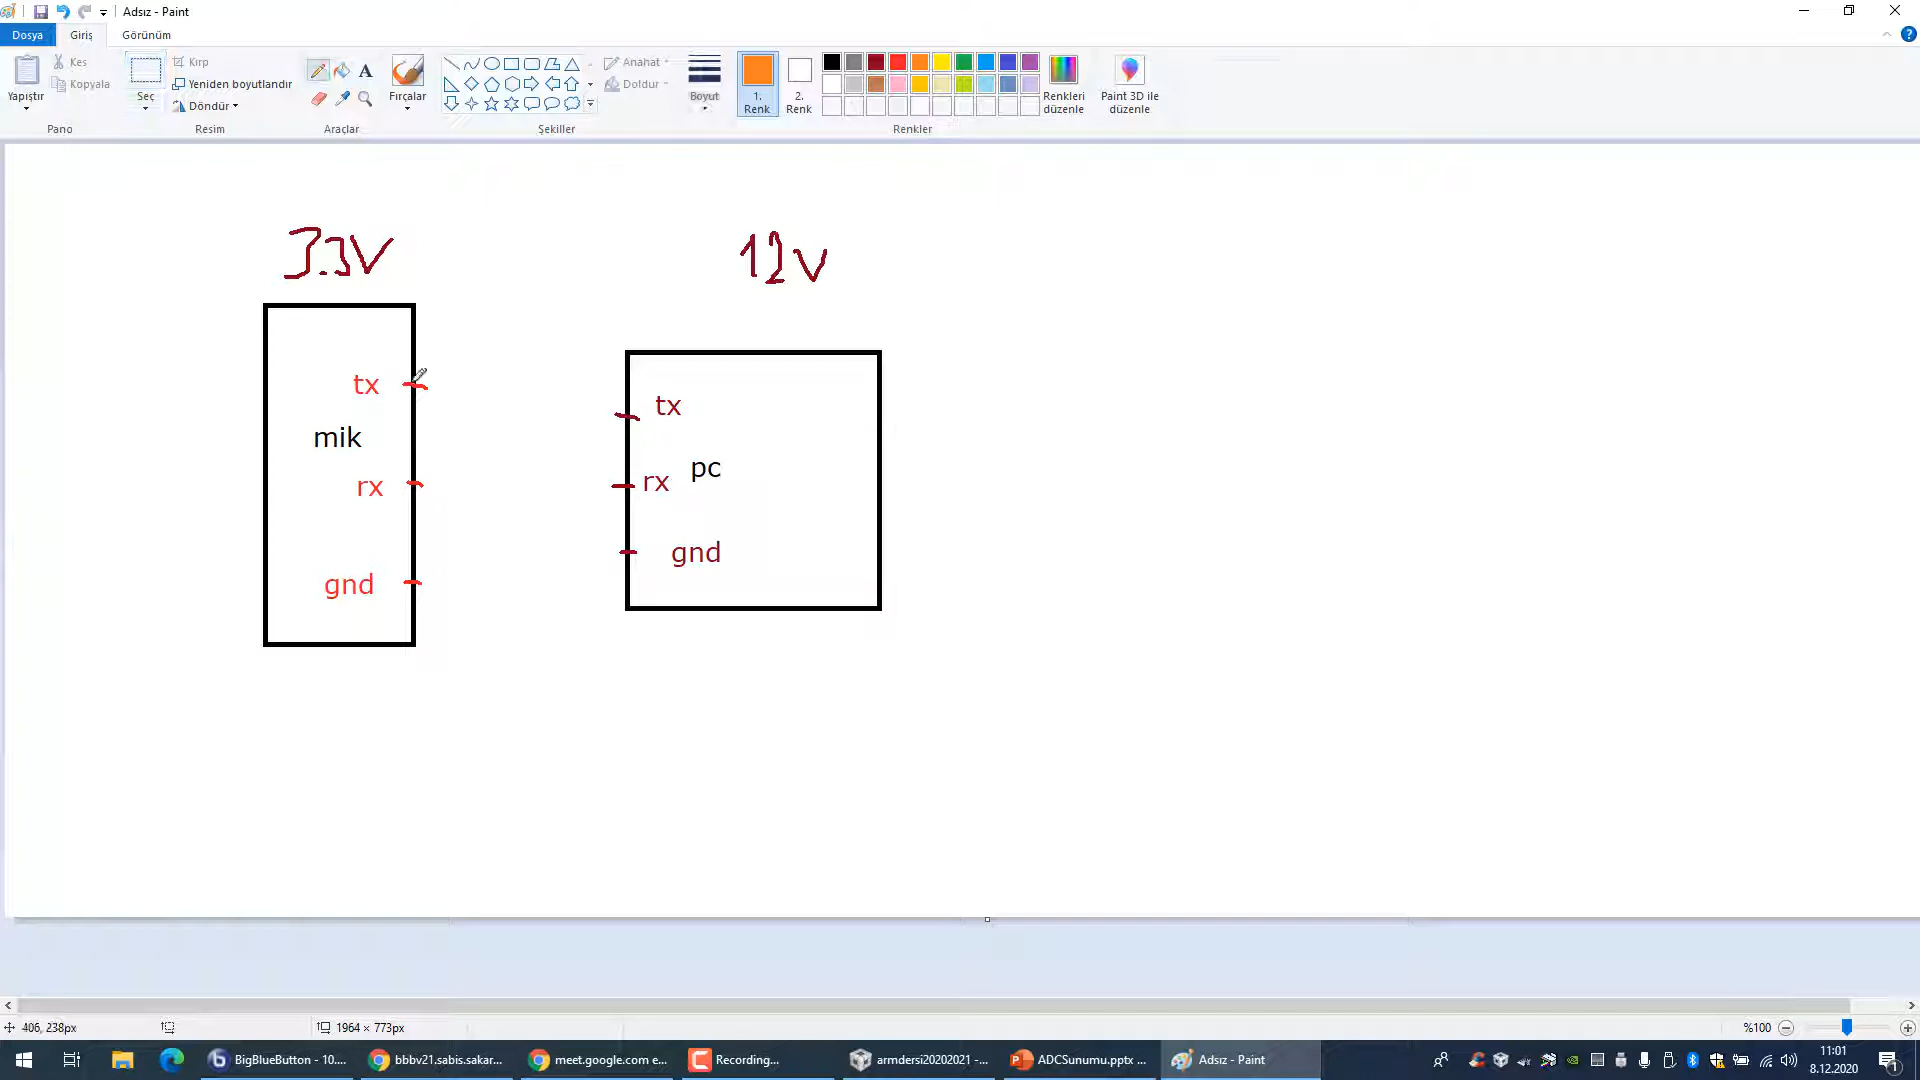 Adsız - Paint
Dosya
Giriş
Görünüm
Yapıştır
Kes
Kopyala
Pano
Seç
Kırp
Yeniden boyutlandır
Döndür
Resim
A
Araçlar
Fırçalar
Şekiller
Anahat
Doldur
Boyut
1.
Renk
2.
Renk
Renkler
Renkleri
düzenle
Paint 3D ile
düzenle
3.3V
12V
tx
mik
rx
gnd
tx
rx
pc
gnd
406, 238px
1964 × 773px
%100
BigBlueButton - 10....
bbbv21.sabis.sakar...
meet.google.com e...
Recording...
armdersi20202021 -...
ADCSunumu.pptx ...
Adsız - Paint
11:01
8.12.2020
1